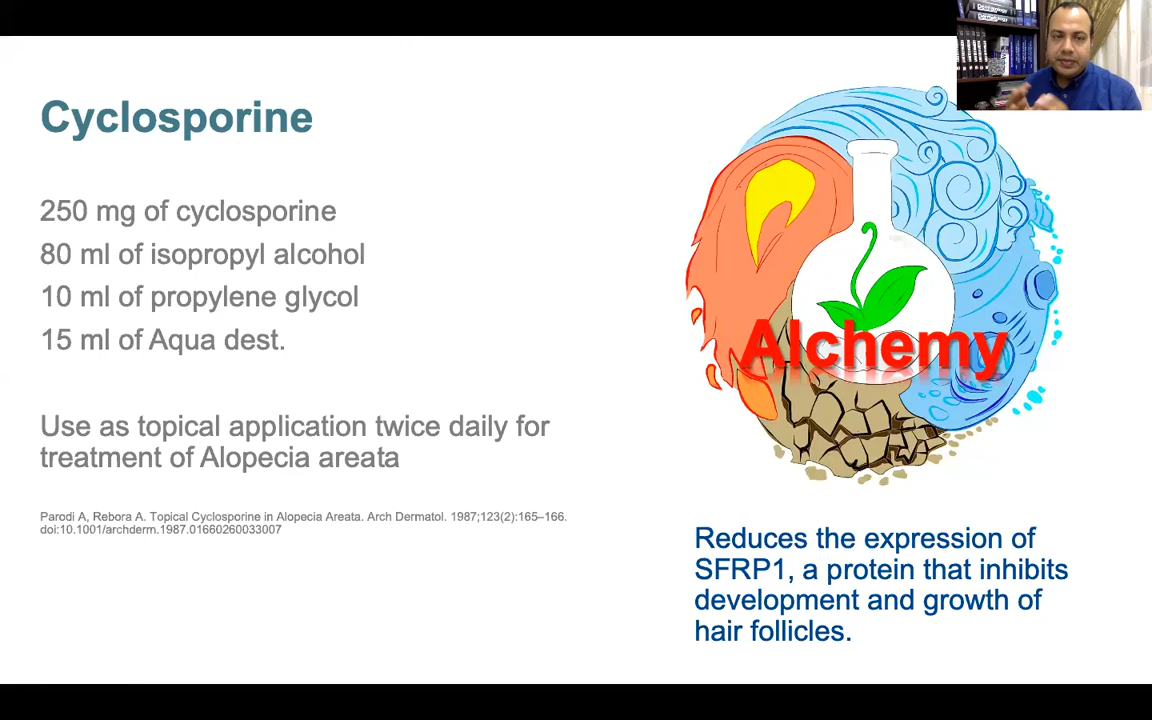 Cyclosporine
250 mg of cyclosporine
80 ml of isopropyl alcohol
10 ml of propylene glycol
15 ml of Aqua dest.
Use as topical application twice daily for
treatment of Alopecia areata
Parodi A, Rebora A. Topical Cyclosporine in Alopecia Areata. Arch Dermatol. 1987;123(2):165–166.
doi:10.1001/archderm.1987.01660260033007
Alchemy
Reduces the expression of
SFRP1, a protein that inhibits
development and growth of
hair follicles.
Dermatology